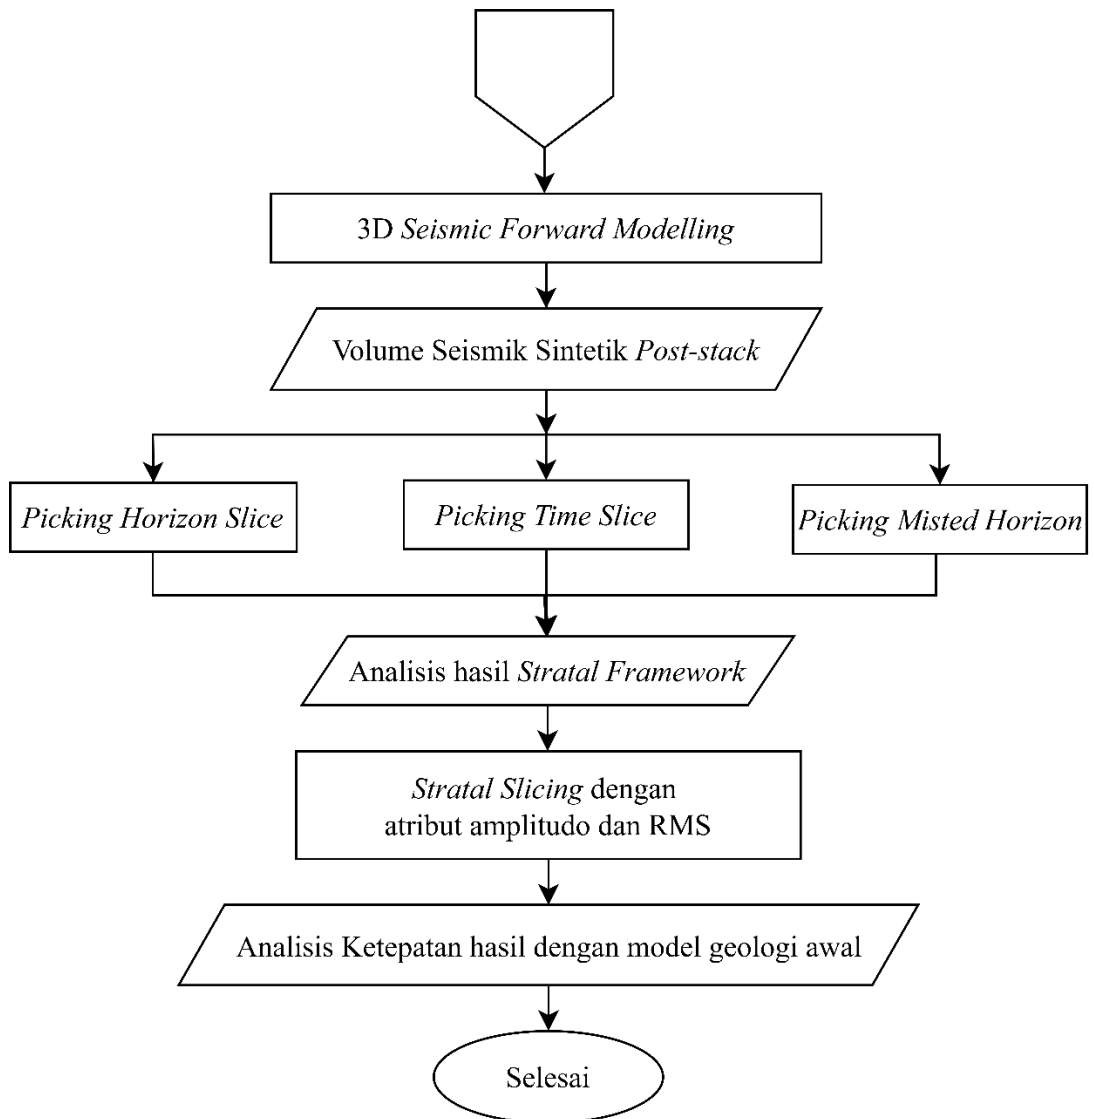 3D Seismic Forward Modelling
Volume Seismik Sintetik Post-stack
Picking Horizon Slice
Picking Time Slice
Picking Misted Horizon
Analisis hasil Stratal Framework
Stratal Slicing dengan
atribut amplitudo dan RMS
Analisis Ketepatan hasil dengan model geologi awal
Selesai